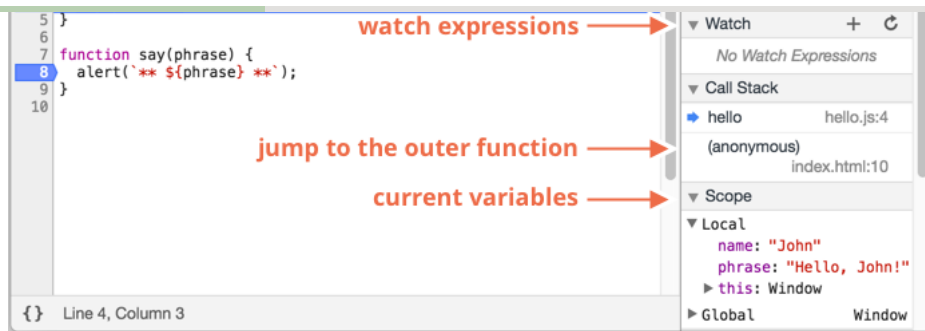 5 }
6
7 function say(phrase) {
8 alert(`** ${phrase} **`);
9 }
10
watch expressions
jump to the outer function
current variables
{} Line 4, Column 3
Watch
No Watch Expressions
Call Stack
hello hello.js:4
(anonymous)
index.html:10
Scope
Local
name: "John"
phrase: "Hello, John!"
this: Window
Global Window